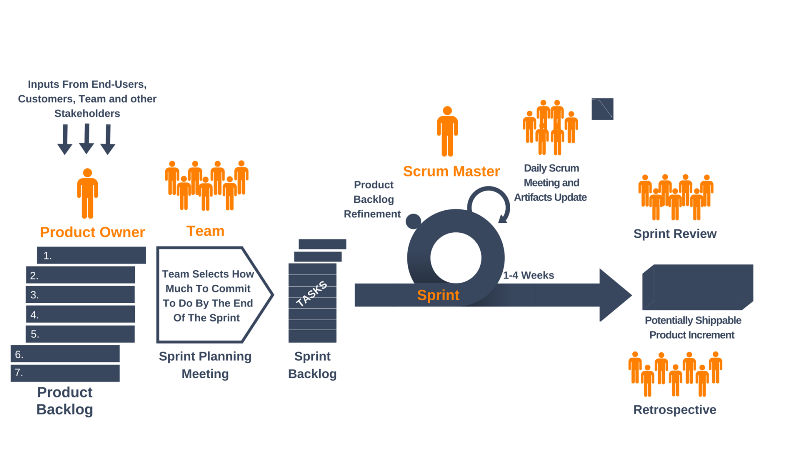 Inputs From End-Users,
Customers, Team and other
Stakeholders
Product Owner
1.
2.
3.
4.
5.
6.
7.
Product
Backlog
Team
Team Selects How
Much To Commit
To Do By The End
Of The Sprint
Sprint Planning
Meeting
TASKS
Sprint
Backlog
Product
Backlog
Refinement
Scrum Master
Daily Scrum
Meeting and
Artifacts Update
1-4 Weeks
Sprint
Sprint Review
Potentially Shippable
Product Increment
Retrospective